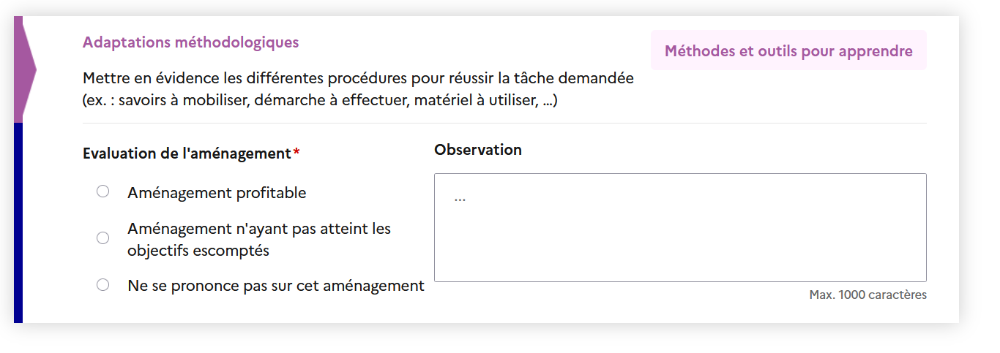 Adaptations méthodologiques
Méthodes et outils pour apprendre
Mettre en évidence les différentes procédures pour réussir la tâche demandée
(ex. : savoirs à mobiliser, démarche à effectuer, matériel à utiliser, ...)
Evaluation de l'aménagement*
Aménagement profitable
Aménagement n'ayant pas atteint les
objectifs escomptés
Ne se prononce pas sur cet aménagement
Observation
...
Max. 1000 caractères